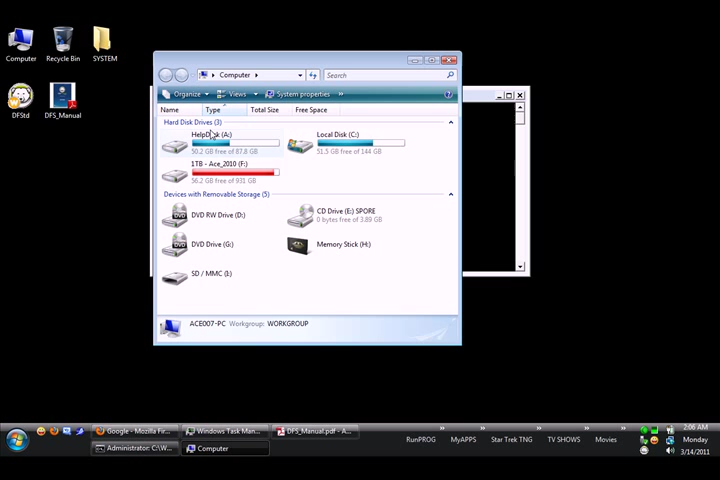 Computer
Recycle Bin
SYSTEM
DFStd
DFS_Manual
Computer
Search
Organize
Views
System properties
»
?
Name
Type
Total Size
Free Space
Hard Disk Drives (3)
HelpDisk (A:)
50.2 GB free of 87.8 GB
Local Disk (C:)
51.5 GB free of 144 GB
1TB - Ace_2010 (F:)
56.2 GB free of 931 GB
Devices with Removable Storage (5)
DVD RW Drive (D:)
CD Drive (E:) SPORE
0 bytes free of 3.89 GB
DVD Drive (G:)
Memory Stick (H:)
SD / MMC (I:)
ACE007-PC Workgroup: WORKGROUP
Google - Mozilla Fir...
Windows Task Man...
DFS_Manual.pdf - A...
Administrator: C:\W...
Computer
RunPROG
MyAPPS
Star Trek TNG
TV SHOWS
Movies
2:06 AM
Monday
3/14/2011